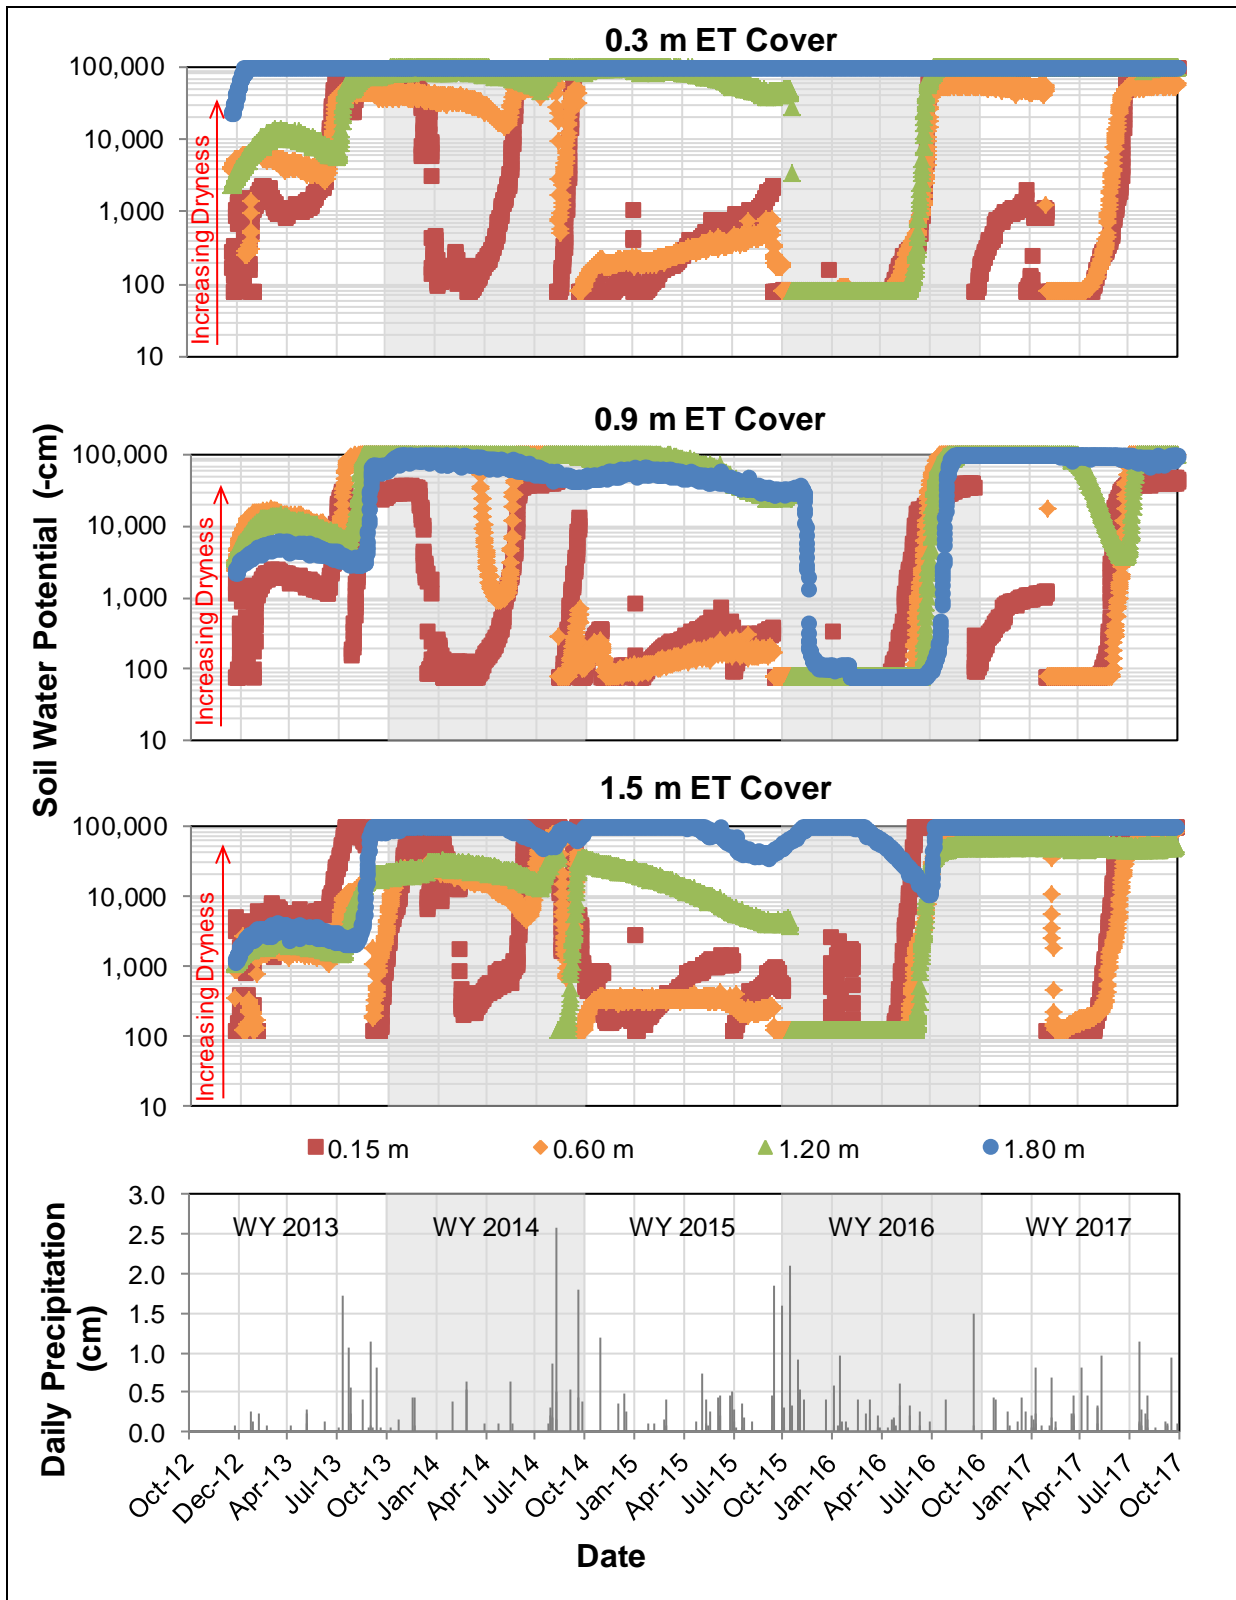 0.3 m ET Cover
100,000
10,000
1,000
100
10
Increasing Dryness
0.9 m ET Cover
100,000
10,000
1,000
100
10
Increasing Dryness
Soil Water Potential (-cm)
1.5 m ET Cover
100,000
10,000
1,000
100
10
Increasing Dryness
0.15 m 0.60 m 1.20 m 1.80 m
3.0
2.5
2.0
1.5
1.0
0.5
0.0
Daily Precipitation
(cm)
WY 2013 WY 2014 WY 2015 WY 2016 WY 2017
Oct-12 Dec-12 Apr-13 Jul-13 Oct-13 Jan-14 Apr-14 Jul-14 Oct-14 Jan-15 Apr-15 Jul-15 Oct-15 Jan-16 Apr-16 Jul-16 Oct-16 Jan-17 Apr-17 Jul-17 Oct-17
Date